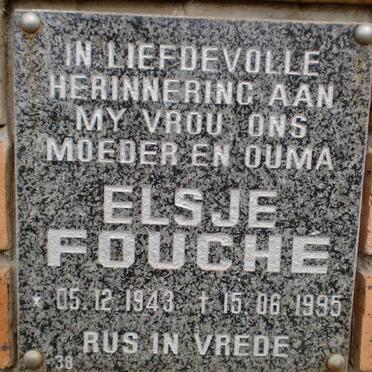 IN LIEFDEVOLLE
HERINNERING AAN
MY VROU ONS
MOEDER EN OUMA
ELSJE
FOUCHÉ
* 05.12.1943 † 15.06.1995
RUS IN VREDE
38